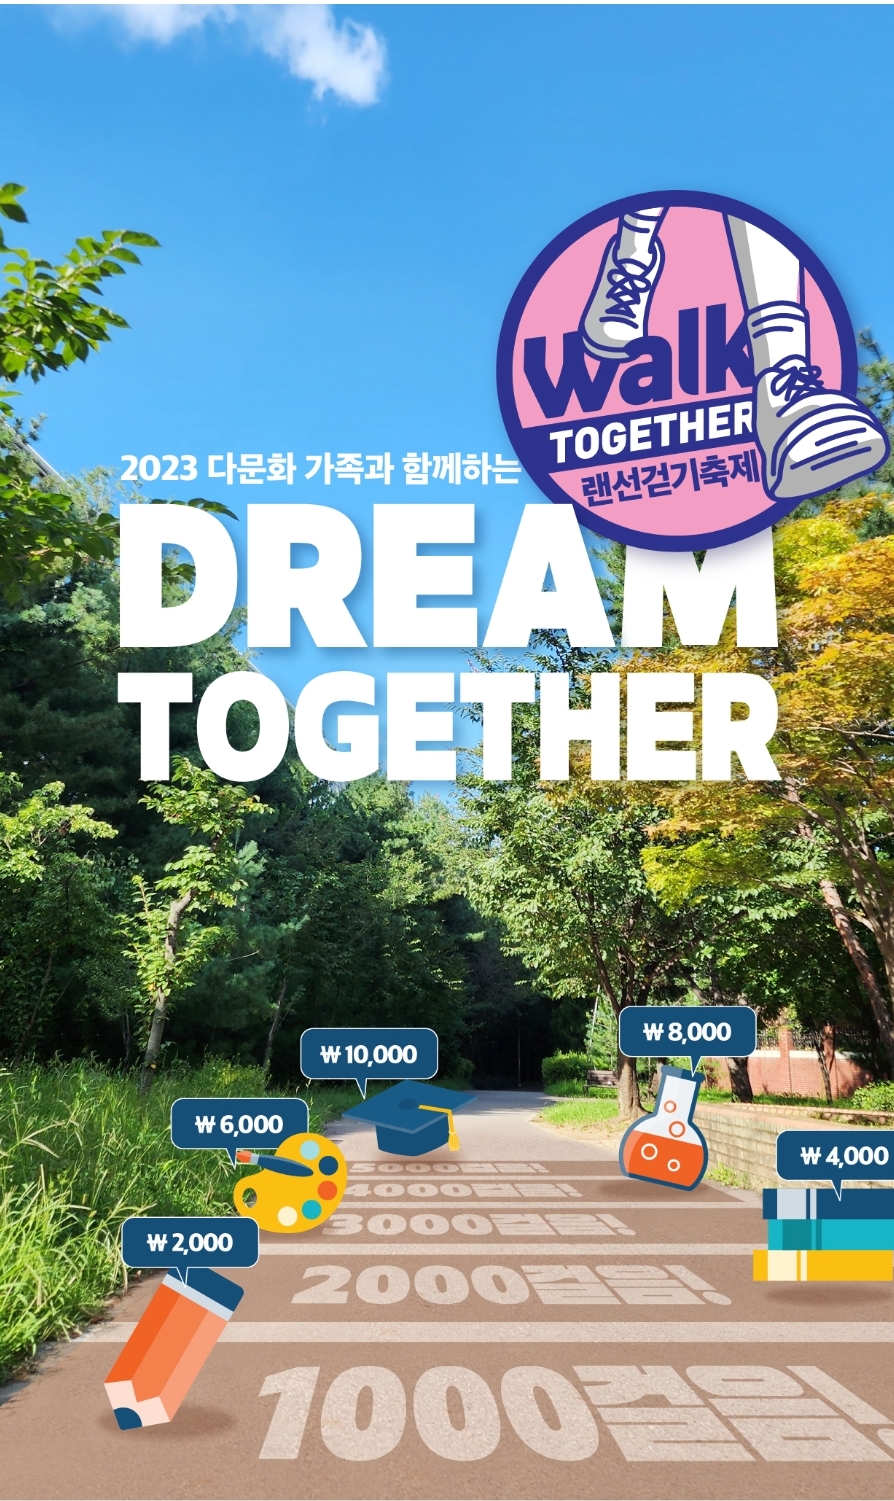 Walk
TOGETHER
랜선걷기축제
2023 다문화 가족과 함께하는
DREAM
TOGETHER
₩ 10,000
₩ 8,000
₩ 6,000
₩ 4,000
₩ 2,000
5000걸음!
4000걸음!
3000걸음!
2000걸음!
1000걸음!